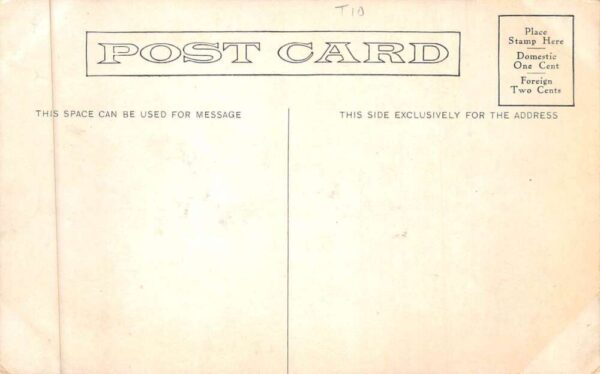 T10
POST CARD
Place
Stamp Here
Domestic
One Cent
Foreign
Two Cents
THIS SPACE CAN BE USED FOR MESSAGE
THIS SIDE EXCLUSIVELY FOR THE ADDRESS